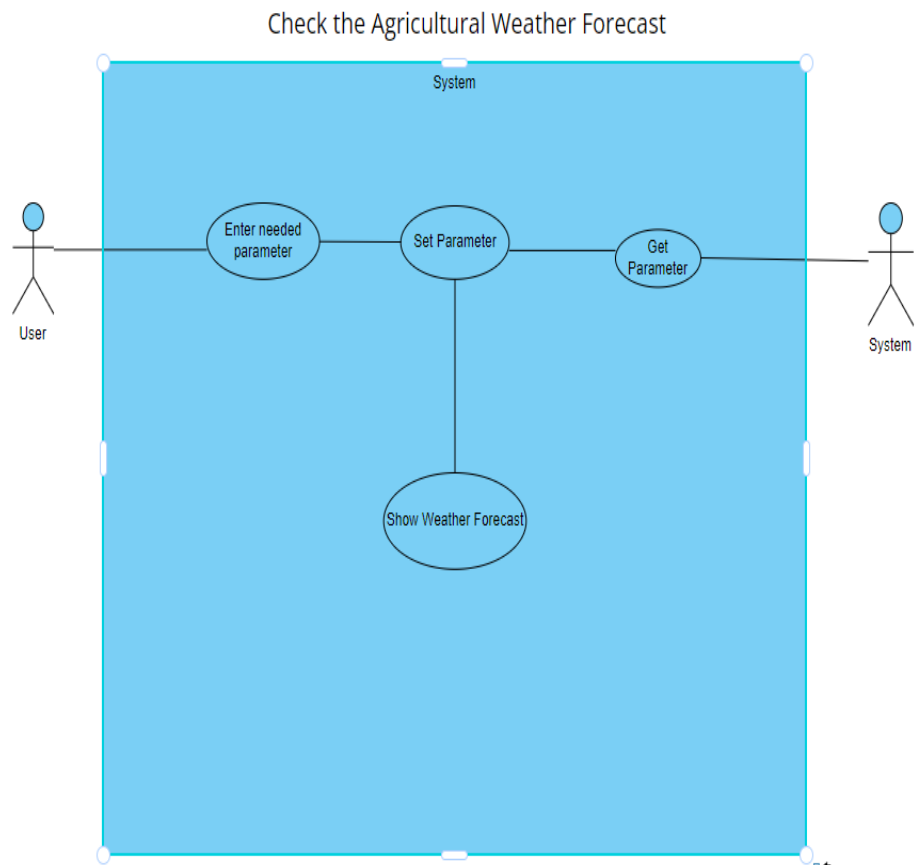 Check the Agricultural Weather Forecast
System
Enter needed
parameter
Set Parameter
Get
Parameter
User
System
Show Weather Forecast